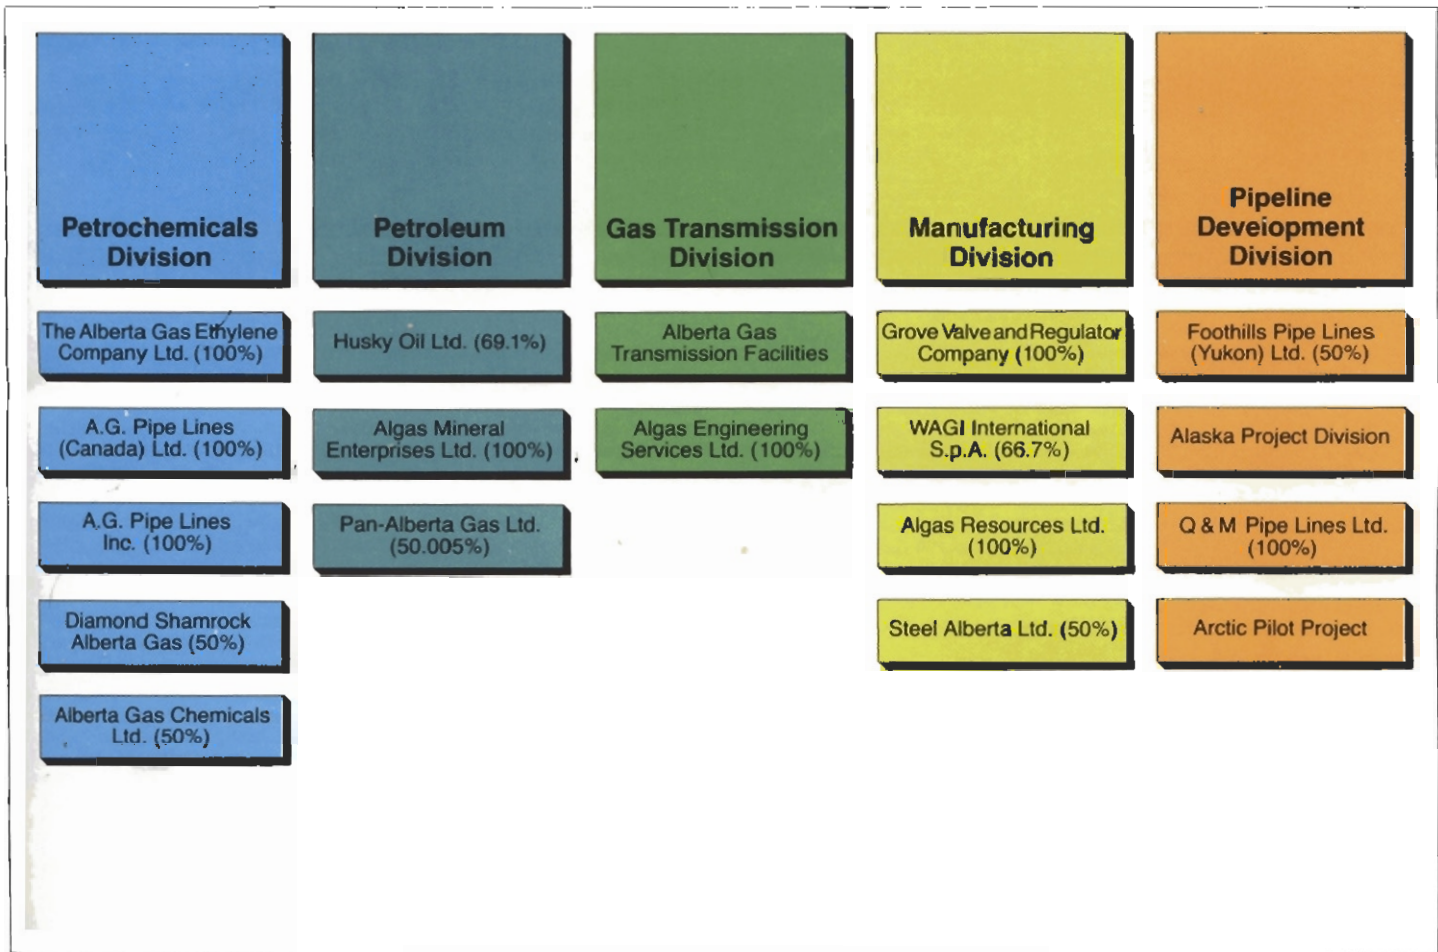 Petrochemicals
Division
The Alberta Gas Ethylene
Company Ltd. (100%)
A.G. Pipe Lines
(Canada) Ltd. (100%)
A.G. Pipe Lines
Inc. (100%)
Diamond Shamrock
Alberta Gas (50%)
Alberta Gas Chemicals
Ltd. (50%)
Petroleum
Division
Husky Oil Ltd. (69.1%)
Algas Mineral
Enterprises Ltd. (100%)
Pan-Alberta Gas Ltd.
(50.005%)
Gas Transmission
Division
Alberta Gas
Transmission Facilities
Algas Engineering
Services Ltd. (100%)
Manufacturing
Division
Grove Valve and Regulator
Company (100%)
WAGI International
S.p.A. (66.7%)
Algas Resources Ltd.
(100%)
Steel Alberta Ltd. (50%)
Pipeline
Development
Division
Foothills Pipe Lines
(Yukon) Ltd. (50%)
Alaska Project Division
Q & M Pipe Lines Ltd.
(100%)
Arctic Pilot Project